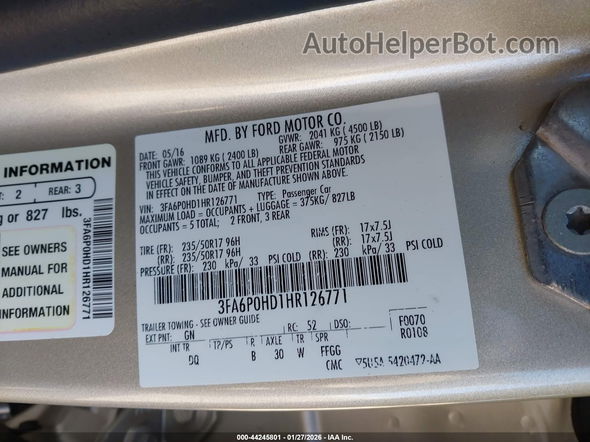 AutoHelperBot.com
INFORMATION
2 REAR: 3
or 827 lbs.
SEE OWNERS
MANUAL FOR
ADDITIONAL
INFORMATION
3FA6P0HD1HR126771
MFD. BY FORD MOTOR CO.
DATE: 05/16 GVWR: 2041 KG ( 4500 LB)
FRONT GAWR: 1089 KG ( 2400 LB) REAR GAWR: 975 KG ( 2150 LB)
THIS VEHICLE CONFORMS TO ALL APPLICABLE FEDERAL MOTOR
VEHICLE SAFETY, BUMPER, AND THEFT PREVENTION STANDARDS
IN EFFECT ON THE DATE OF MANUFACTURE SHOWN ABOVE.
VIN: 3FA6P0HD1HR126771 TYPE: Passenger Car
MAXIMUM LOAD = OCCUPANTS + LUGGAGE = 375KG/ 827LB
OCCUPANTS = 5 TOTAL; 2 FRONT, 3 REAR
TIRE (FR): 235/50R17 96H RIMS (FR): 17x7.5J
(RR): 235/50R17 96H (RR): 17x7.5J
PRESSURE (FR): 230 kPa/ 33 PSI COLD (RR): 230 kPa/ 33 PSI COLD
3FA6P0HD1HR126771
TRAILER TOWING - SEE OWNER GUIDE F0070
EXT PNT: GN RC: 52 DSO: R0108
INT TR TP/PS R AXLE TR SPR
DQ B 30 W FFGG
CMC 5U5A 5420472-AA
000-44245801 - 01/27/2026 - IAA Inc.